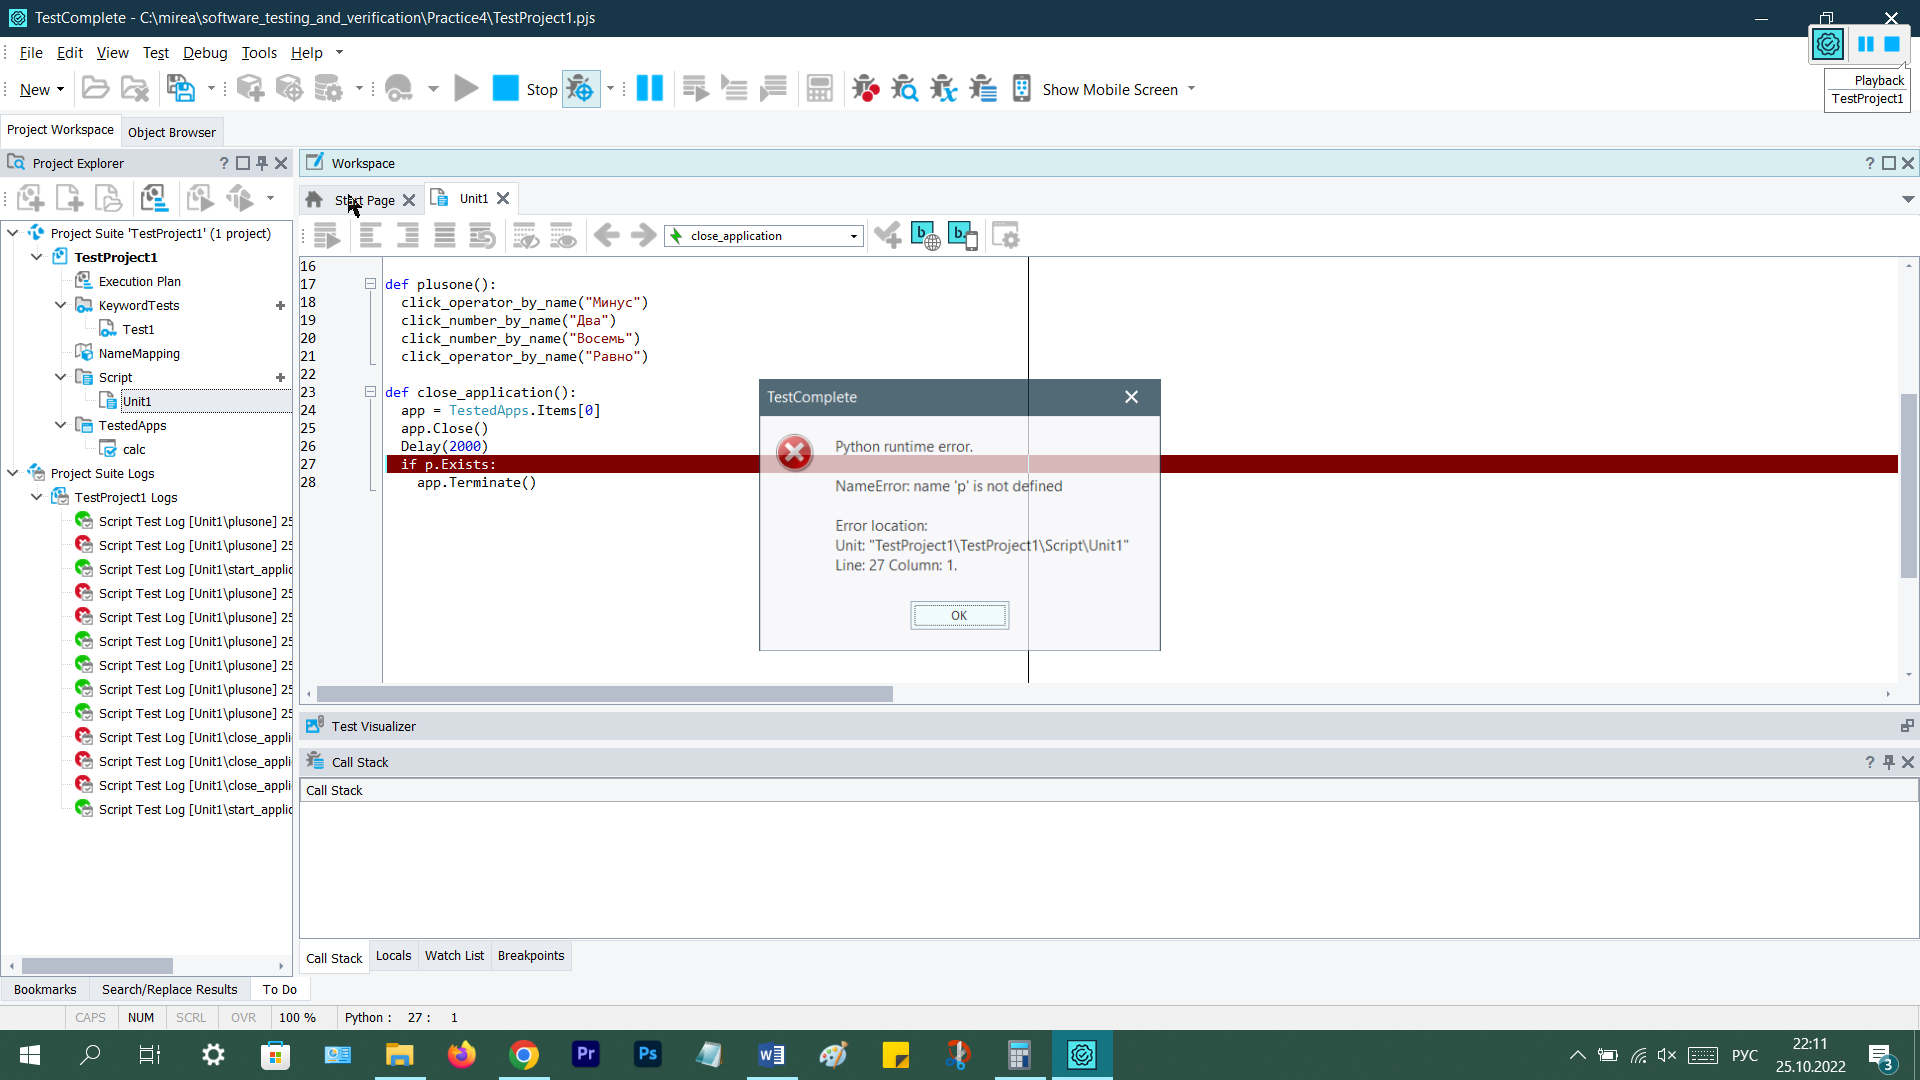 TestComplete - C:\mirea\software_testing_and_verification\Practice4\TestProject1.pjs
File Edit View Test Debug Tools Help
New Stop Show Mobile Screen
Playback
TestProject1
Project Workspace Object Browser
Project Explorer ?
Workspace ?
Start Page Unit1
close_application
Project Suite 'TestProject1' (1 project)
TestProject1
Execution Plan
KeywordTests
Test1
NameMapping
Script
Unit1
TestedApps
calc
Project Suite Logs
TestProject1 Logs
Script Test Log [Unit1\plusone] 25
Script Test Log [Unit1\plusone] 25
Script Test Log [Unit1\start_applic
Script Test Log [Unit1\plusone] 25
Script Test Log [Unit1\plusone] 25
Script Test Log [Unit1\plusone] 25
Script Test Log [Unit1\plusone] 25
Script Test Log [Unit1\plusone] 25
Script Test Log [Unit1\plusone] 25
Script Test Log [Unit1\close_appli
Script Test Log [Unit1\close_appli
Script Test Log [Unit1\close_appli
Script Test Log [Unit1\start_applic
16
17 def plusone():
18 click_operator_by_name("Минус")
19 click_number_by_name("Два")
20 click_number_by_name("Восемь")
21 click_operator_by_name("Равно")
22
23 def close_application():
24 app = TestedApps.Items[0]
25 app.Close()
26 Delay(2000)
27 if p.Exists:
28 app.Terminate()
TestComplete
Python runtime error.
NameError: name 'p' is not defined
Error location:
Unit: "TestProject1\TestProject1\Script\Unit1"
Line: 27 Column: 1.
OK
Test Visualizer
Call Stack ?
Call Stack
Call Stack Locals Watch List Breakpoints
Bookmarks Search/Replace Results To Do
CAPS NUM SCRL OVR 100 % Python : 27 : 1
Pr Ps W РУС 22:11
25.10.2022 3